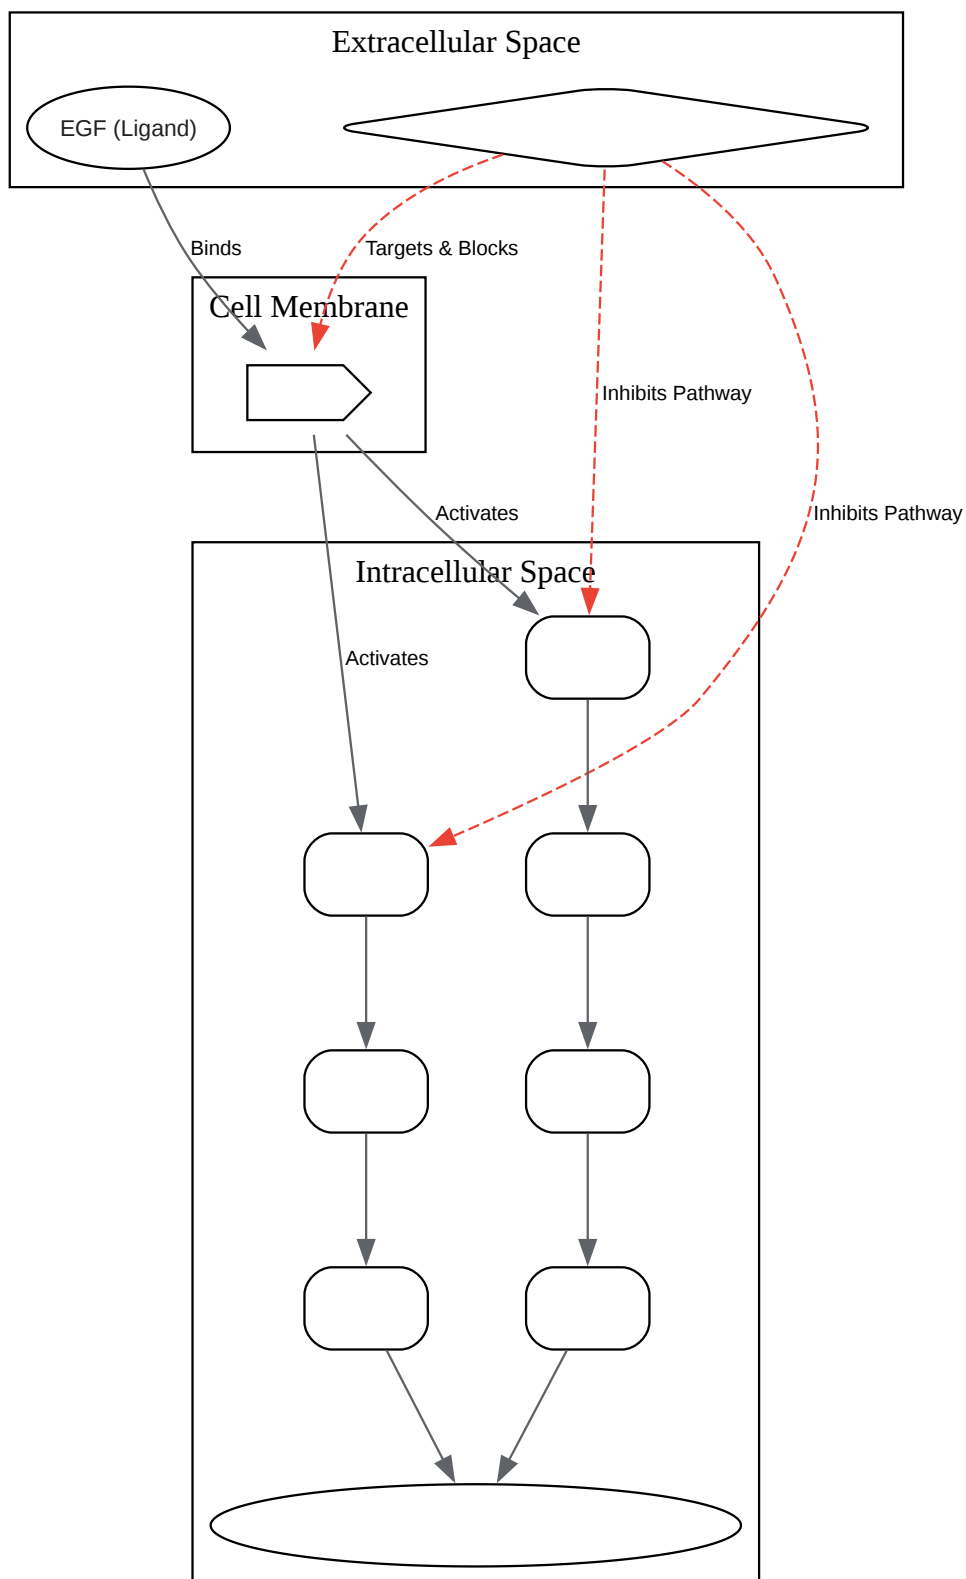 Extracellular Space
EGF (Ligand)
Binds
Targets & Blocks
Cell Membrane
Inhibits Pathway
Activates
Inhibits Pathway
Intracellular Space
Activates